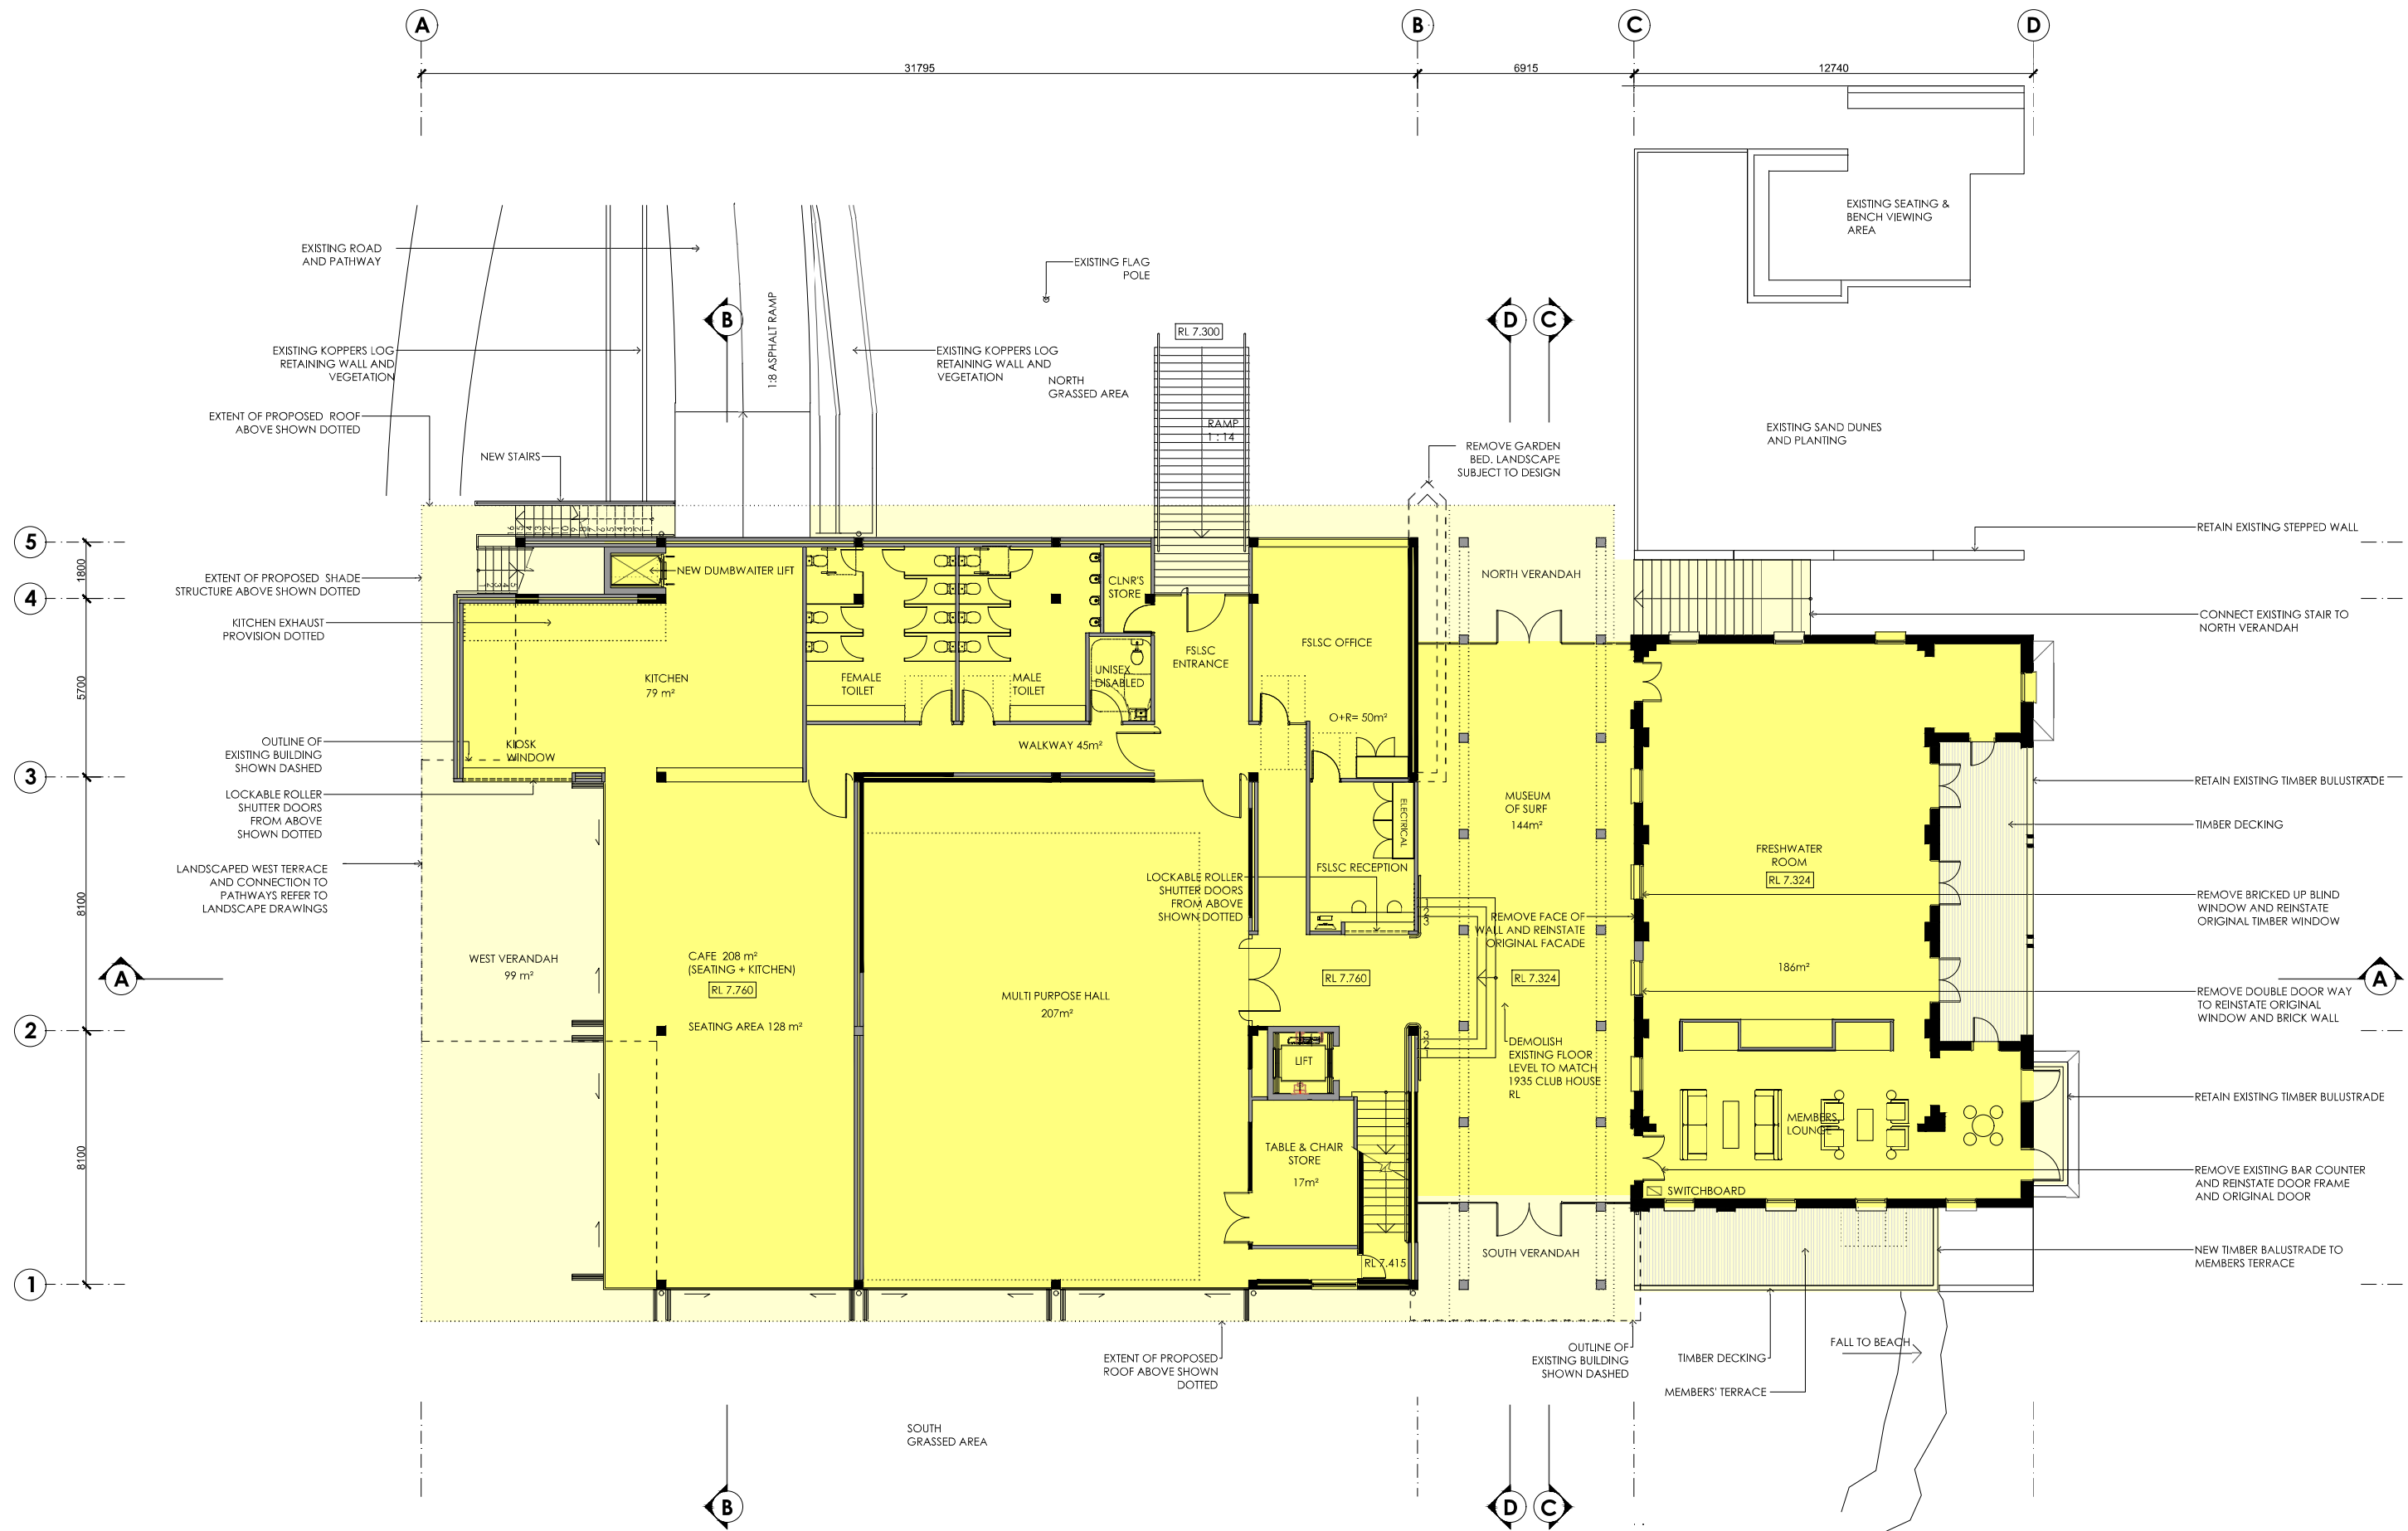 A
B
C
D
31795
6915
12740
EXISTING SEATING &
BENCH VIEWING
AREA
EXISTING ROAD
AND PATHWAY
EXISTING FLAG
POLE
1:8 ASPHALT RAMP
B
D
C
RL 7.300
EXISTING KOPPERS LOG
RETAINING WALL AND
VEGETATION
EXISTING KOPPERS LOG
RETAINING WALL AND
VEGETATION
NORTH
GRASSED AREA
EXTENT OF PROPOSED ROOF
ABOVE SHOWN DOTTED
RAMP
1 : 14
EXISTING SAND DUNES
AND PLANTING
NEW STAIRS
REMOVE GARDEN
BED. LANDSCAPE
SUBJECT TO DESIGN
RETAIN EXISTING STEPPED WALL
5
1800
4
5700
3
8100
2
8100
1
EXTENT OF PROPOSED SHADE
STRUCTURE ABOVE SHOWN DOTTED
NEW DUMBWAITER LIFT
CLNR'S
STORE
NORTH VERANDAH
KITCHEN EXHAUST
PROVISION DOTTED
CONNECT EXISTING STAIR TO
NORTH VERANDAH
KITCHEN
79 m²
FEMALE
TOILET
MALE
TOILET
UNISEX
DISABLED
FSLSC
ENTRANCE
FSLSC OFFICE
O+R= 50m²
OUTLINE OF
EXISTING BUILDING
SHOWN DASHED
KIOSK
WINDOW
WALKWAY 45m²
LOCKABLE ROLLER
SHUTTER DOORS
FROM ABOVE
SHOWN DOTTED
ELECTRICAL
MUSEUM
OF SURF
144m²
RETAIN EXISTING TIMBER BULUSTRADE
TIMBER DECKING
FRESHWATER
ROOM
RL 7.324
LANDSCAPED WEST TERRACE
AND CONNECTION TO
PATHWAYS REFER TO
LANDSCAPE DRAWINGS
FSLSC RECEPTION
LOCKABLE ROLLER
SHUTTER DOORS
FROM ABOVE
SHOWN DOTTED
1
2
3
REMOVE FACE OF
WALL AND REINSTATE
ORIGINAL FACADE
REMOVE BRICKED UP BLIND
WINDOW AND REINSTATE
ORIGINAL TIMBER WINDOW
A
WEST VERANDAH
99 m²
CAFE 208 m²
(SEATING + KITCHEN)
RL 7.760
SEATING AREA 128 m²
MULTI PURPOSE HALL
207m²
RL 7.760
RL 7.324
186m²
A
REMOVE DOUBLE DOOR WAY
TO REINSTATE ORIGINAL
WINDOW AND BRICK WALL
3
2
1
LIFT
DEMOLISH
EXISTING FLOOR
LEVEL TO MATCH
1935 CLUB HOUSE
RL
RETAIN EXISTING TIMBER BULUSTRADE
MEMBERS
LOUNGE
TABLE & CHAIR
STORE
17m²
REMOVE EXISTING BAR COUNTER
AND REINSTATE DOOR FRAME
AND ORIGINAL DOOR
SWITCHBOARD
SOUTH VERANDAH
RL 7.415
NEW TIMBER BALUSTRADE TO
MEMBERS TERRACE
EXTENT OF PROPOSED
ROOF ABOVE SHOWN
DOTTED
OUTLINE OF
EXISTING BUILDING
SHOWN DASHED
TIMBER DECKING
FALL TO BEACH
MEMBERS' TERRACE
SOUTH
GRASSED AREA
B
D
C